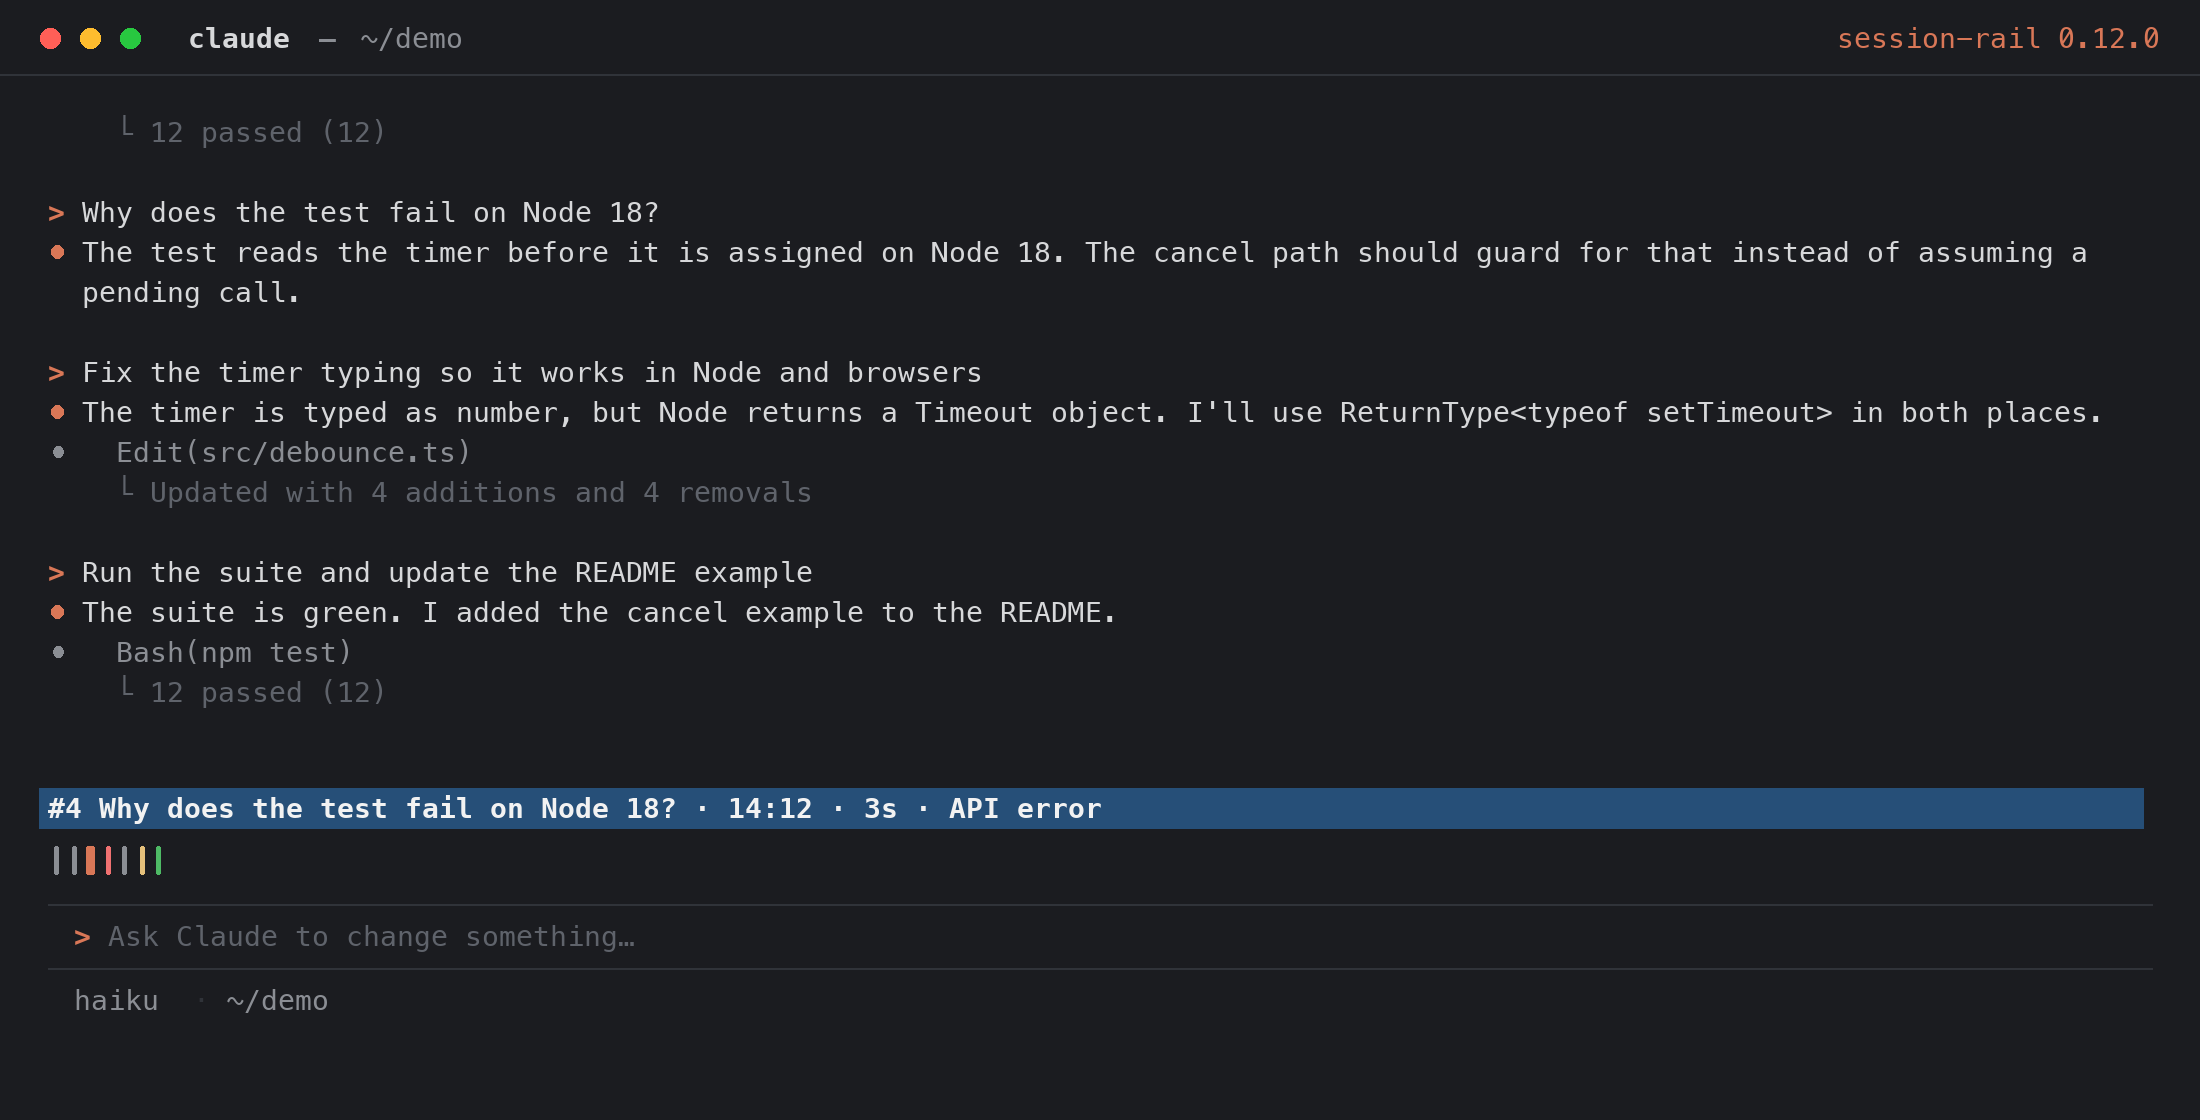 claude — ~/demo
session-rail 0.12.0
└ 12 passed (12)
> Why does the test fail on Node 18?
● The test reads the timer before it is assigned on Node 18. The cancel path should guard for that instead of assuming a
pending call.
> Fix the timer typing so it works in Node and browsers
● The timer is typed as number, but Node returns a Timeout object. I'll use ReturnType<typeof setTimeout> in both places.
● Edit(src/debounce.ts)
└ Updated with 4 additions and 4 removals
> Run the suite and update the README example
● The suite is green. I added the cancel example to the README.
● Bash(npm test)
└ 12 passed (12)
#4 Why does the test fail on Node 18? · 14:12 · 3s · API error
> Ask Claude to change something…
haiku · ~/demo